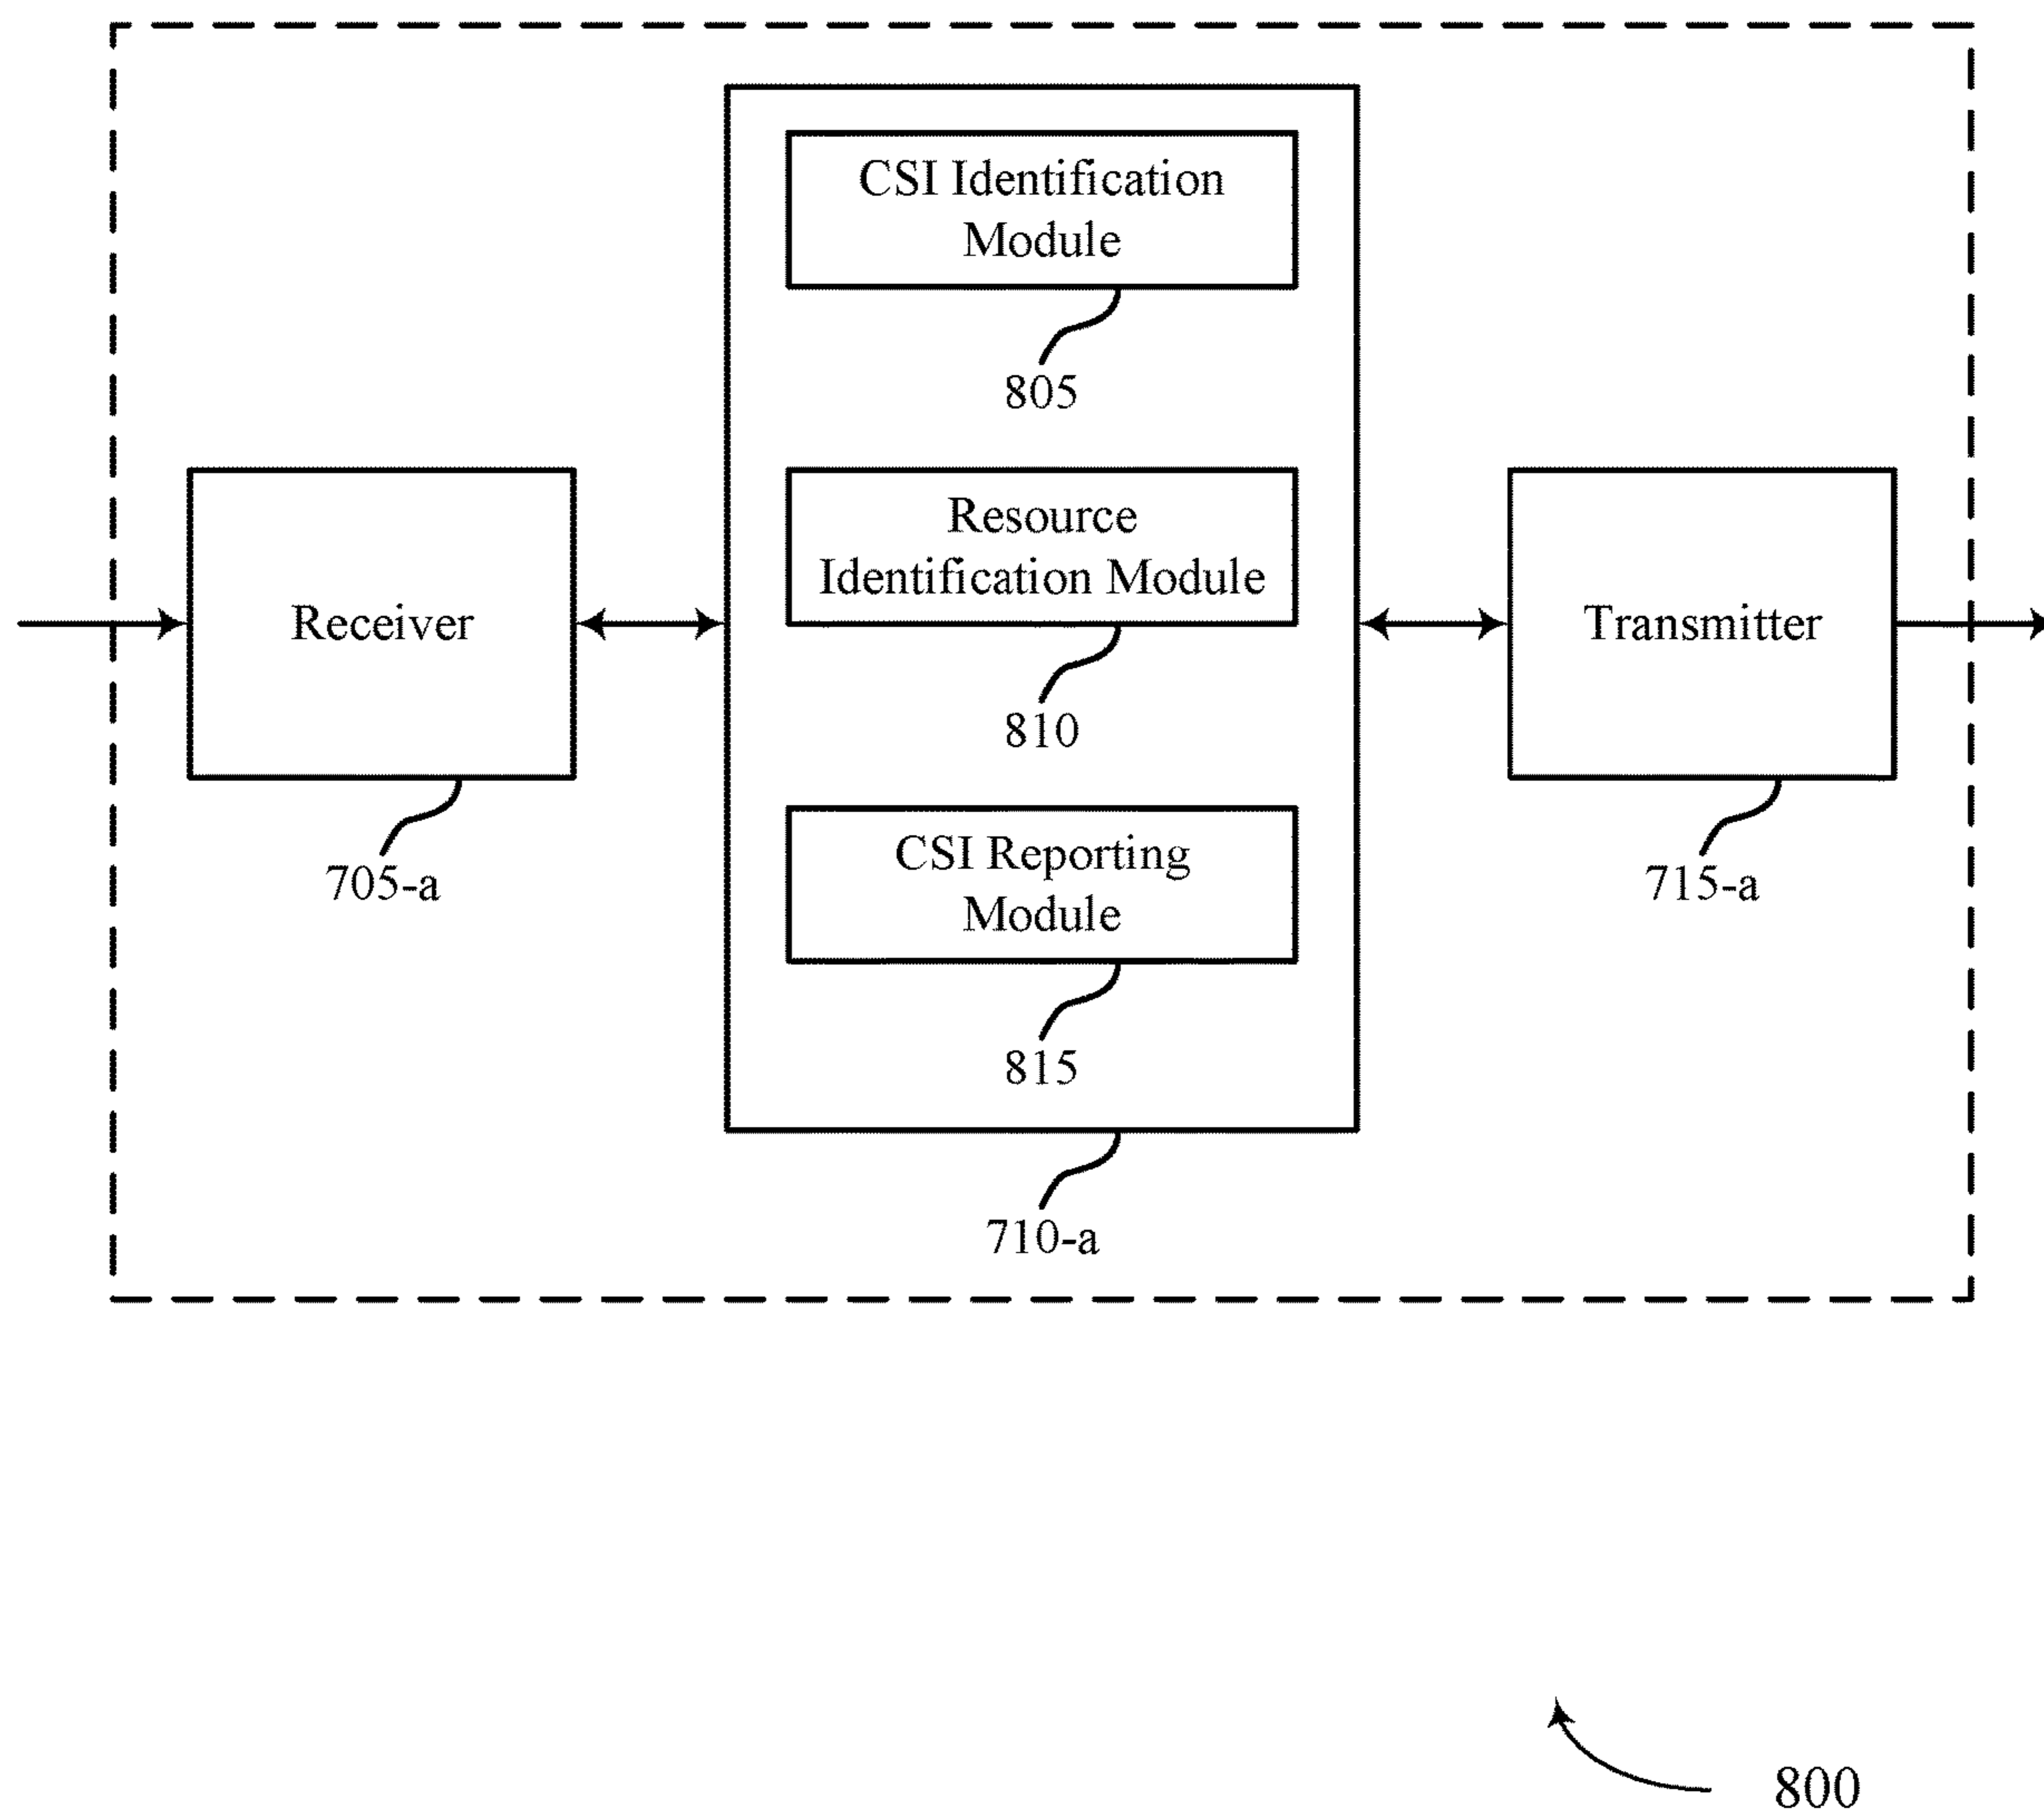 CSI Identification
Module
805
Resource
Identification Module
810
Receiver
705-a
Transmitter
715-a
CSI Reporting
Module
815
710-a
800